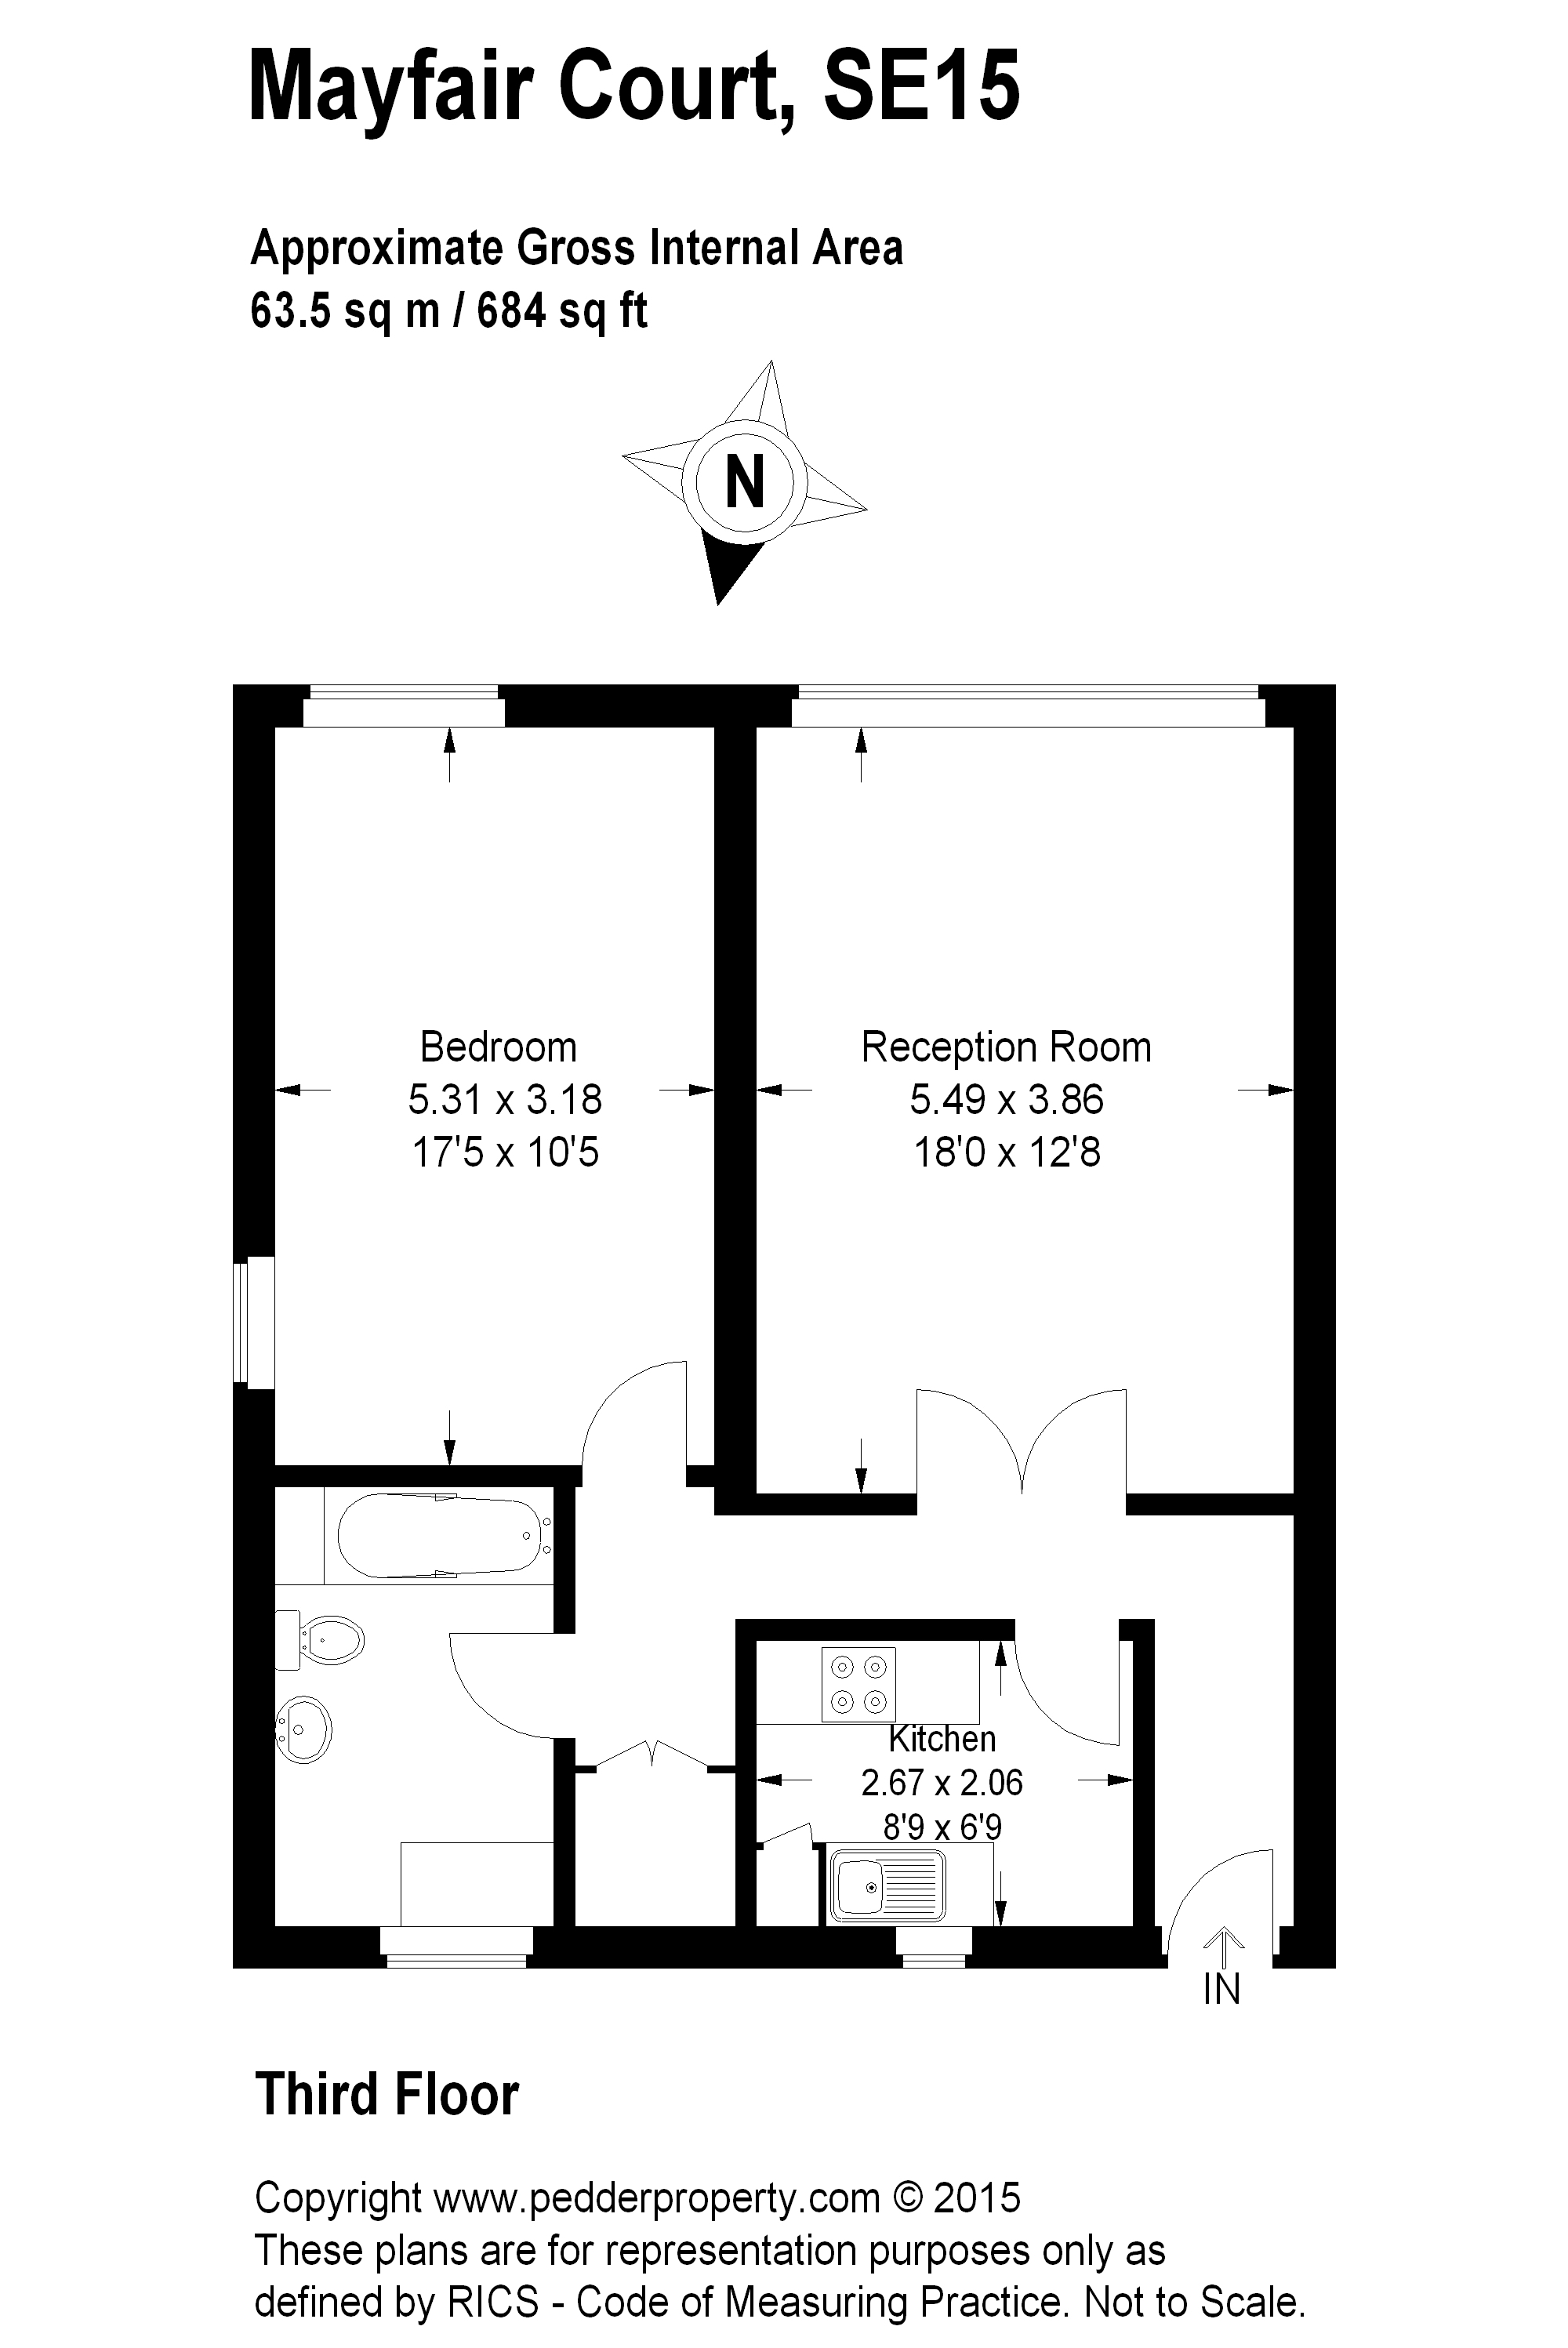 Mayfair Court, SE15
Approximate Gross Internal Area
63.5 sq m / 684 sq ft
N
Bedroom
5.31 x 3.18
17'5 x 10'5
Reception Room
5.49 x 3.86
18'0 x 12'8
Kitchen
2.67 x 2.06
8'9 x 6'9
IN
Third Floor
Copyright www.pedderproperty.com © 2015
These plans are for representation purposes only as
defined by RICS - Code of Measuring Practice. Not to Scale.